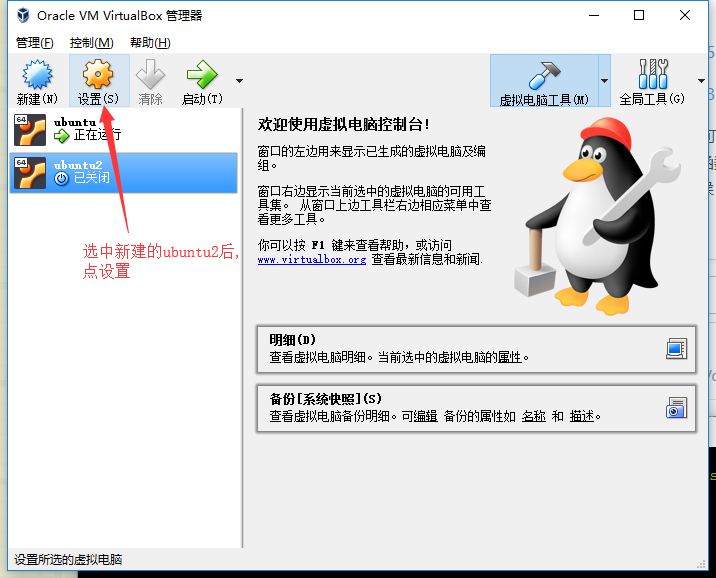 Oracle VM VirtualBox 管理器
管理(F) 控制(M) 帮助(H)
新建(N) 设置(S) 清除 启动(T) 虚拟电脑工具(M) 全局工具(G)
64 ubuntu
正在运行
64 ubuntu2
已关闭
选中新建的ubuntu2后,
点设置
欢迎使用虚拟电脑控制台!
窗口的左边用来显示已生成的虚拟电脑及编
组。
窗口右边显示当前选中的虚拟电脑的可用工
具集。 从窗口上边工具栏右边相应菜单中查
看更多工具。
你可以按 F1 键来查看帮助，或访问
www.virtualbox.org 查看最新信息和新闻.
明细(D)
查看虚拟电脑明细。当前选中的虚拟电脑的属性。
备份[系统快照](S)
查看虚拟电脑备份明细。可编辑 备份的属性如 名称 和 描述。
设置所选的虚拟电脑